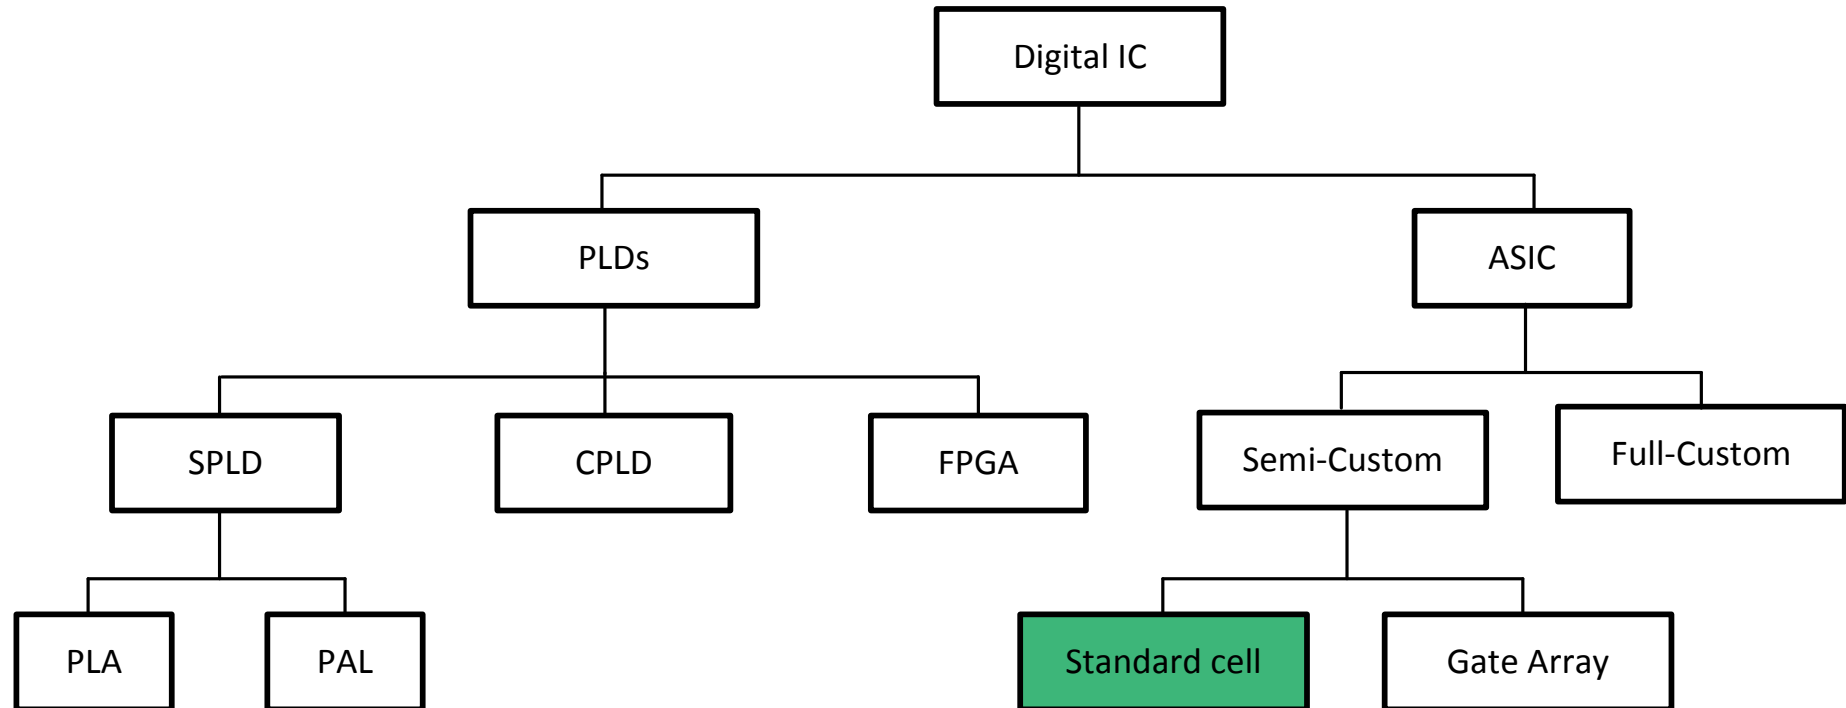 Digital IC
PLDs
ASIC
SPLD
CPLD
FPGA
Semi-Custom
Full-Custom
PLA
PAL
Standard cell
Gate Array